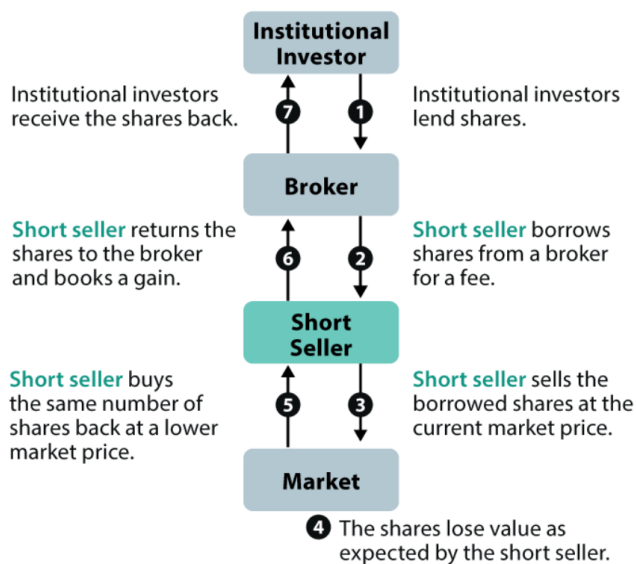 Institutional
Investor
Institutional investors
receive the shares back.
7
1
Institutional investors
lend shares.
Broker
Short seller returns the
shares to the broker
and books a gain.
6
2
Short seller borrows
shares from a broker
for a fee.
Short
Seller
Short seller buys
the same number of
shares back at a lower
market price.
5
3
Short seller sells the
borrowed shares at the
current market price.
Market
4 The shares lose value as
expected by the short seller.